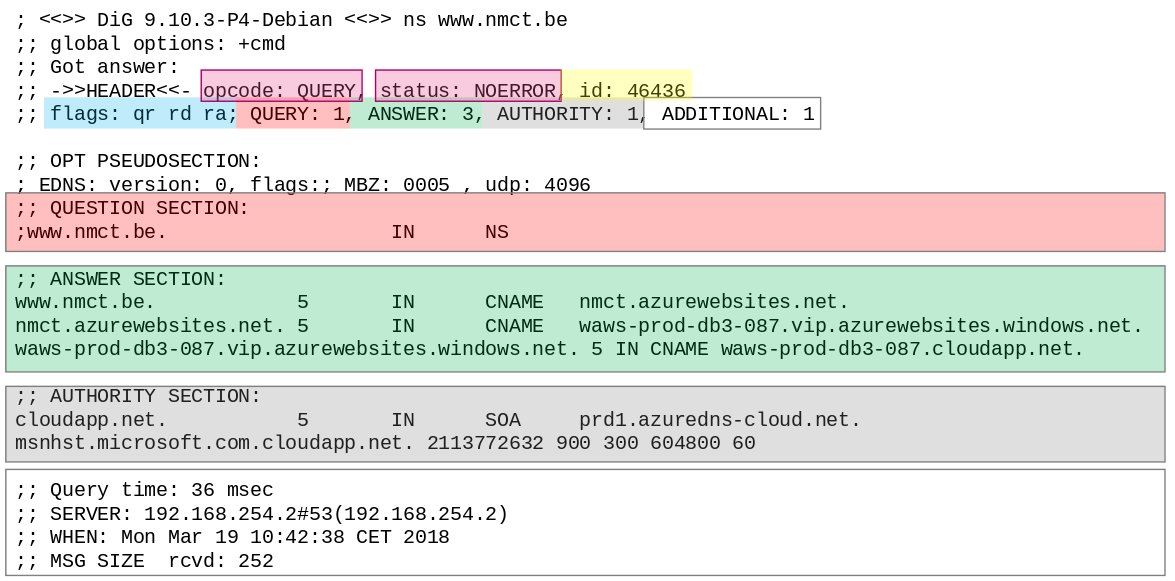 ; <<>> DiG 9.10.3-P4-Debian <<>> ns www.nmct.be
;; global options: +cmd
;; Got answer:
;; ->>HEADER<<- opcode: QUERY, status: NOERROR, id: 46436
;; flags: qr rd ra; QUERY: 1, ANSWER: 3, AUTHORITY: 1, ADDITIONAL: 1
;; OPT PSEUDOSECTION:
; EDNS: version: 0, flags:; MBZ: 0005 , udp: 4096
;; QUESTION SECTION:
;www.nmct.be. IN NS
;; ANSWER SECTION:
www.nmct.be. 5 IN CNAME nmct.azurewebsites.net.
nmct.azurewebsites.net. 5 IN CNAME waws-prod-db3-087.vip.azurewebsites.windows.net.
waws-prod-db3-087.vip.azurewebsites.windows.net. 5 IN CNAME waws-prod-db3-087.cloudapp.net.
;; AUTHORITY SECTION:
cloudapp.net. 5 IN SOA prd1.azuredns-cloud.net.
msnhst.microsoft.com.cloudapp.net. 2113772632 900 300 604800 60
;; Query time: 36 msec
;; SERVER: 192.168.254.2#53(192.168.254.2)
;; WHEN: Mon Mar 19 10:42:38 CET 2018
;; MSG SIZE rcvd: 252